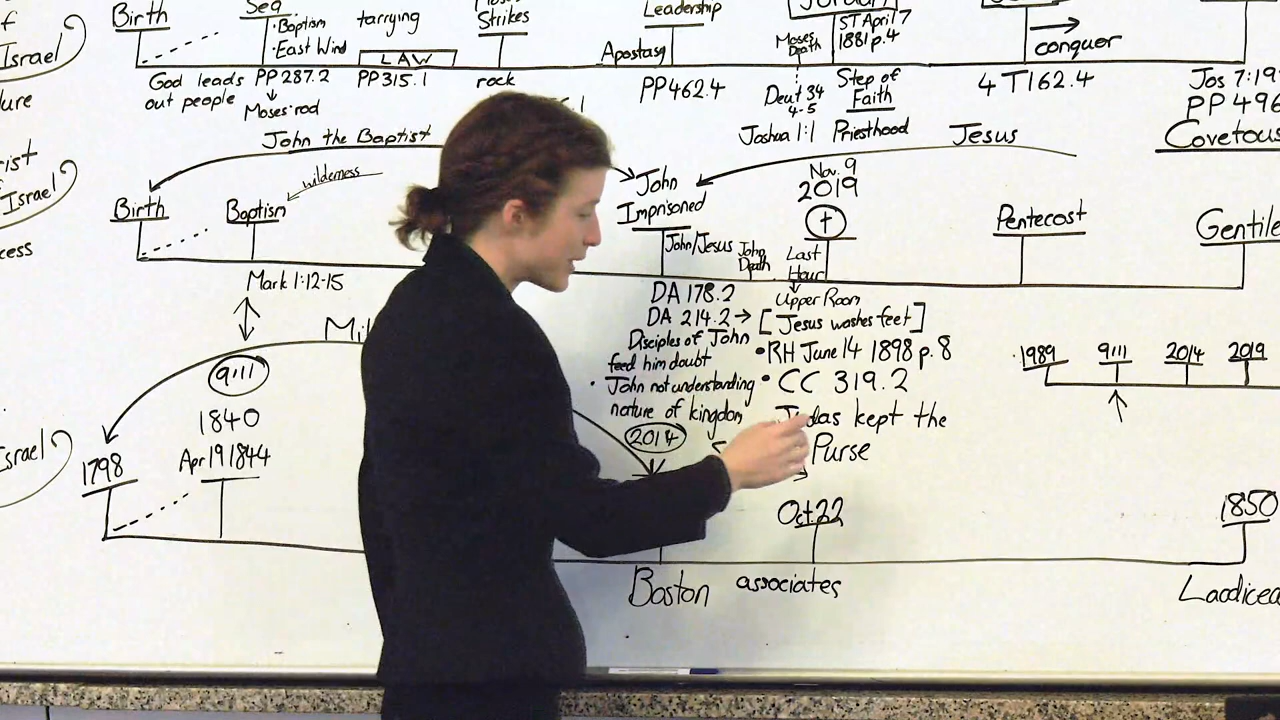 Birth
Sea
·Baptism
·East Wind
tarrying
LAW
Strikes
Leadership
Apostasy
Moses
Death
Jordan
ST April 7
1881 p.4
conquer
f
Israel
God leads
out people
PP 287.2
Moses' rod
PP 315.1
rock
PP 462.4
Deut 34
4-5
Step of
Faith
4T 162.4
Jos 7:19
PP 496
Covetous
lure
John the Baptist
Joshua 1:1 Priesthood
Jesus
rist
f
Israel
cess
Birth
Baptism
wilderness
John
Imprisoned
John/Jesus
John
Death
Nov. 9
2019
Last
Hour
Pentecost
Gentile
Mark 1:12-15
DA 178.2
DA 214.2 → [Jesus washes feet]
Upper Room
Disciples of John
feed him doubt
· John not understanding
nature of kingdom
• RH June 14 1898 p. 8
• CC 319.2
Judas kept the
Purse
1989
9/11
2014
2019
Mil
9/11
1840
Apr 19 1844
1798
Israel
2014
Oct. 22
1850
Boston
associates
Laodicea